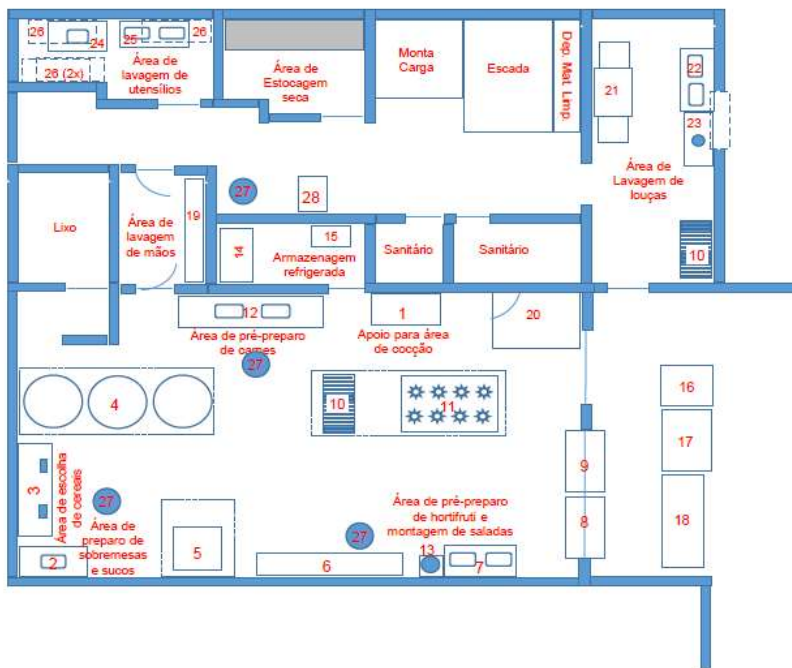 26
24
25
26
26 (2x)
Área de
lavagem de
utensílios
Área de
Estocagem
seca
Monta
Carga
Escada
Dep. Mat. Limp.
21
22
23
Área de
Lavagem de
louças
10
Lixo
Área de
lavagem
de mãos
19
27
28
14
15
Armazenagem
refrigerada
Sanitário
Sanitário
12
Área de pré-preparo
de carnes
27
1
Apoio para área
de cocção
20
4
10
11
16
17
18
9
8
3
Área de escolha
de cereais
27
Área de
preparo de
sobremesas
e sucos
2
5
6
27
Área de pré-preparo
de hortifruti e
montagem de saladas
13
7